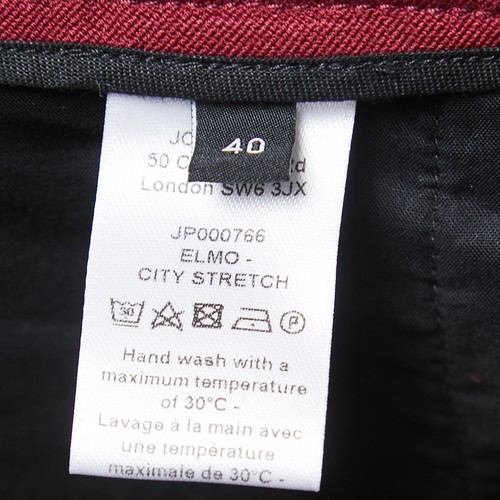 40
50
London SW6 3JX
JP000766
ELMO -
CITY STRETCH
30
P
Hand wash with a
maximum temperature
of 30°C -
Lavage à la main avec
une température
maximale de 30°C -